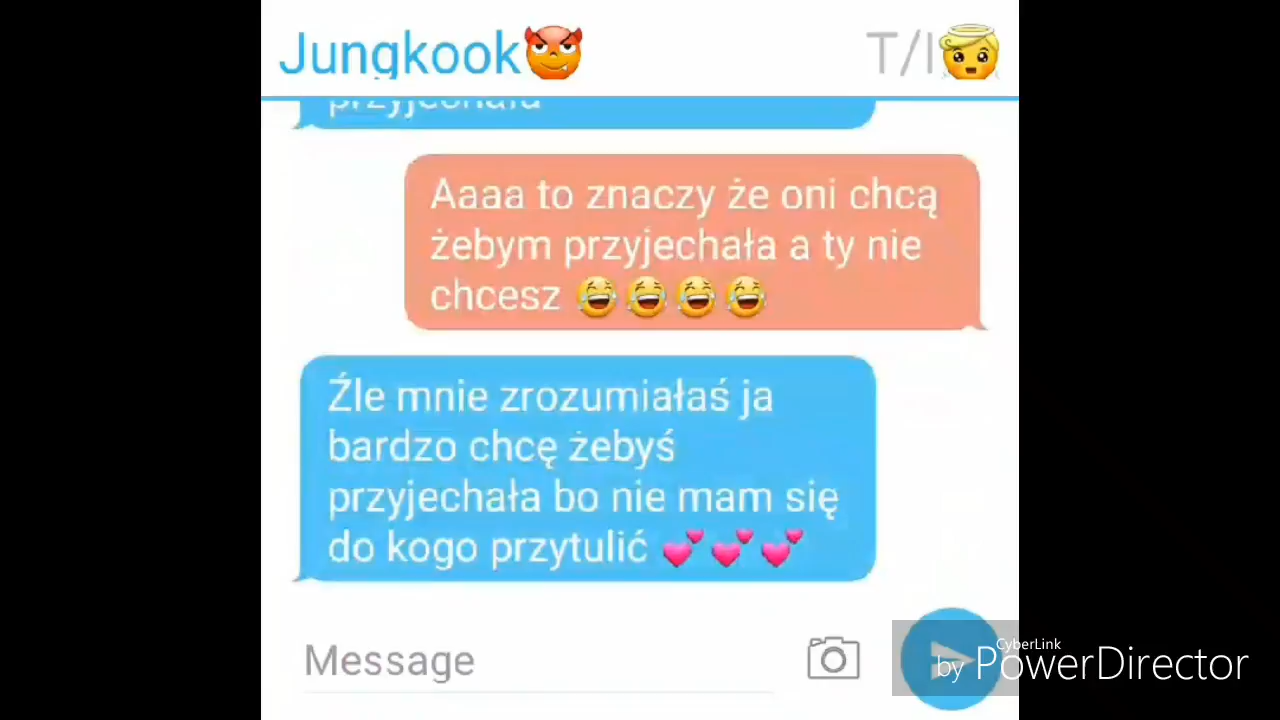 Jungkook😈 T/I😇
przyjechała
Aaaa to znaczy że oni chcą
żebym przyjechała a ty nie
chcesz 😂😂😂😂
Źle mnie zrozumiałaś ja
bardzo chcę żebyś
przyjechała bo nie mam się
do kogo przytulić 💕💕💕
Message
CyberLink
by PowerDirector